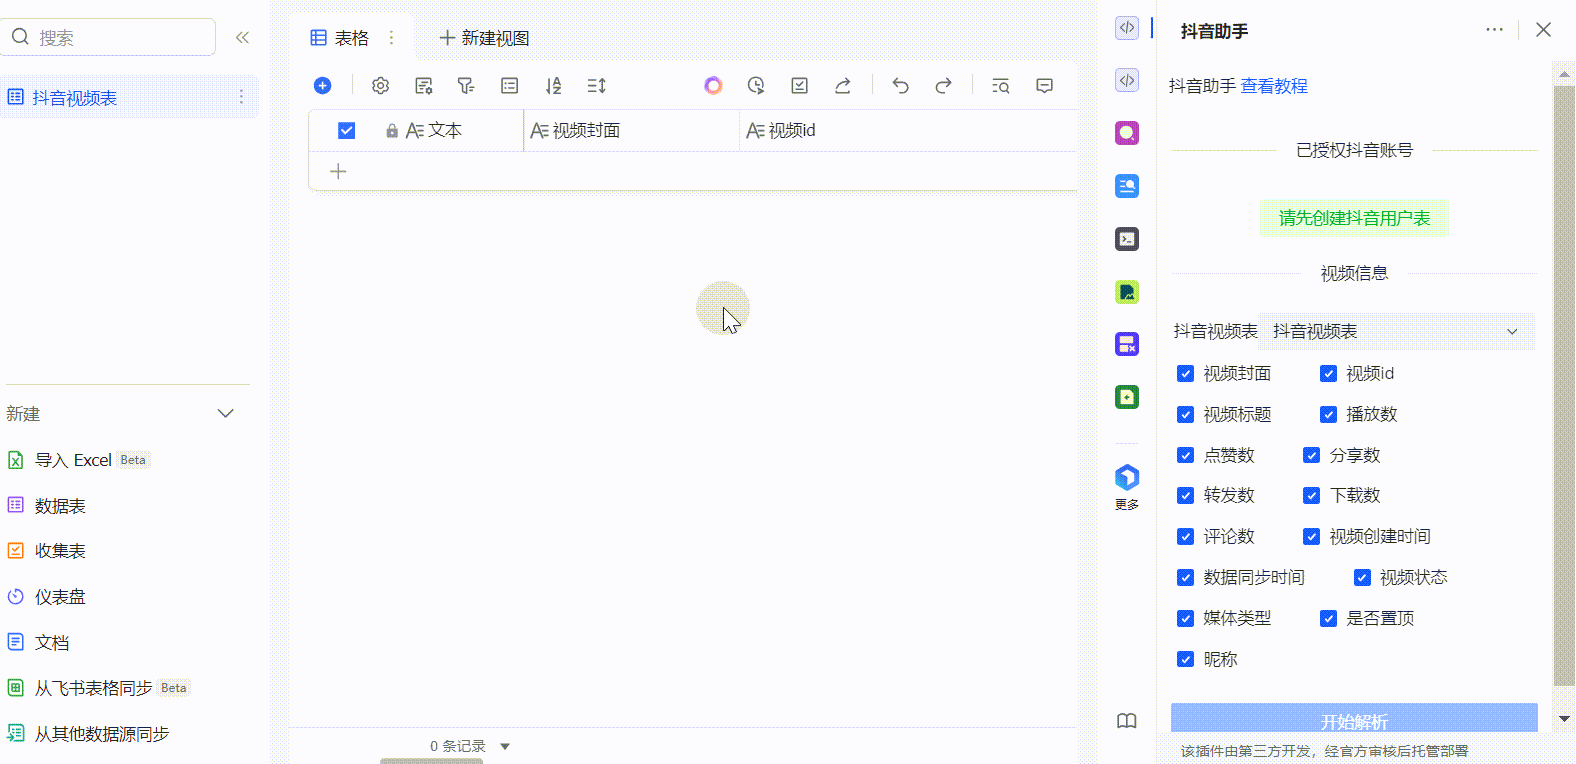 搜索
抖音视频表
新建
导入 Excel Beta
数据表
收集表
仪表盘
文档
从飞书表格同步 Beta
从其他数据源同步
表格
新建视图
文本 视频封面 视频id
0 条记录
更多
抖音助手
抖音助手 查看教程
已授权抖音账号
请先创建抖音用户表
视频信息
抖音视频表 抖音视频表
视频封面 视频id
视频标题 播放数
点赞数 分享数
转发数 下载数
评论数 视频创建时间
数据同步时间 视频状态
媒体类型 是否置顶
昵称
开始解析
该插件由第三方开发，经官方审核后托管部署